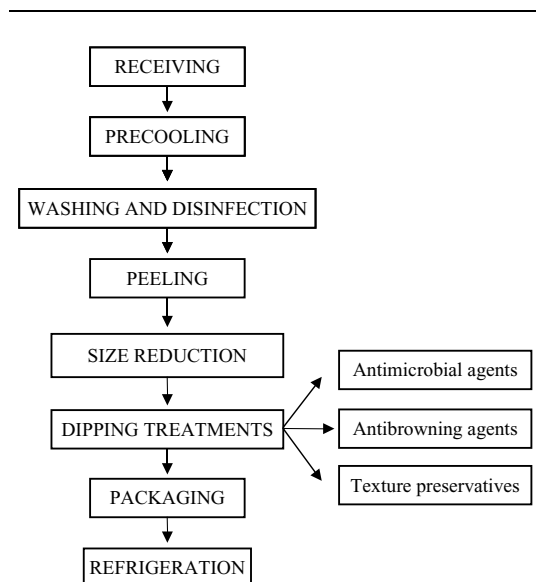 RECEIVING
PRECOOLING
WASHING AND DISINFECTION
PEELING
SIZE REDUCTION
DIPPING TREATMENTS
PACKAGING
REFRIGERATION
Antimicrobial agents
Antibrowning agents
Texture preservatives